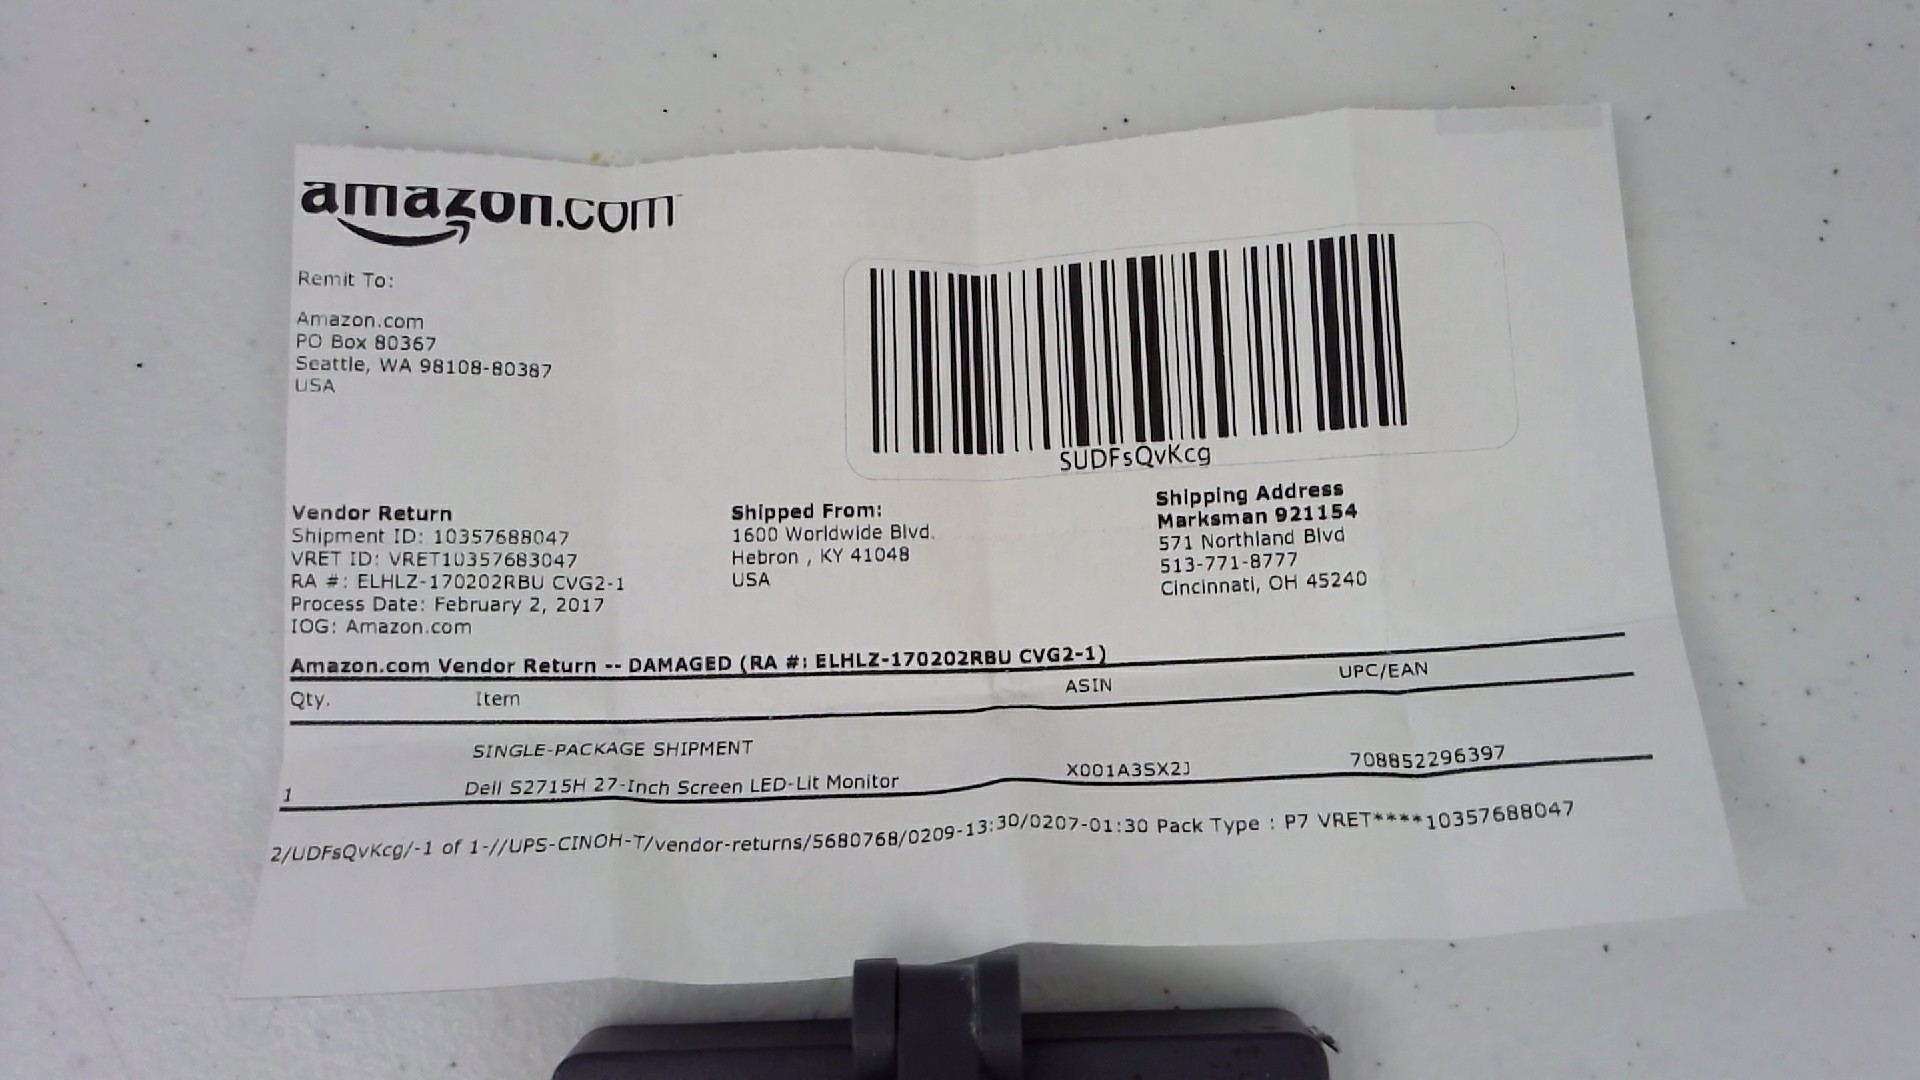 amazon.com
Remit To:
Amazon.com
PO Box 80367
Seattle, WA 98108-80387
USA
SUDFsQvKcg
Vendor Return
Shipment ID: 10357688047
VRET ID: VRET10357683047
RA #: ELHLZ-170202RBU CVG2-1
Process Date: February 2, 2017
IOG: Amazon.com
Shipped From:
1600 Worldwide Blvd.
Hebron , KY 41048
USA
Shipping Address
Marksman 921154
571 Northland Blvd
513-771-8777
Cincinnati, OH 45240
Amazon.com Vendor Return -- DAMAGED (RA #: ELHLZ-170202RBU CVG2-1)
Qty. Item ASIN UPC/EAN
SINGLE-PACKAGE SHIPMENT
1 Dell S2715H 27-Inch Screen LED-Lit Monitor X001A3SX2J 708852296397
2/UDFsQvKcg/-1 of 1-//UPS-CINOH-T/vendor-returns/5680768/0209-13:30/0207-01:30 Pack Type : P7 VRET****10357688047